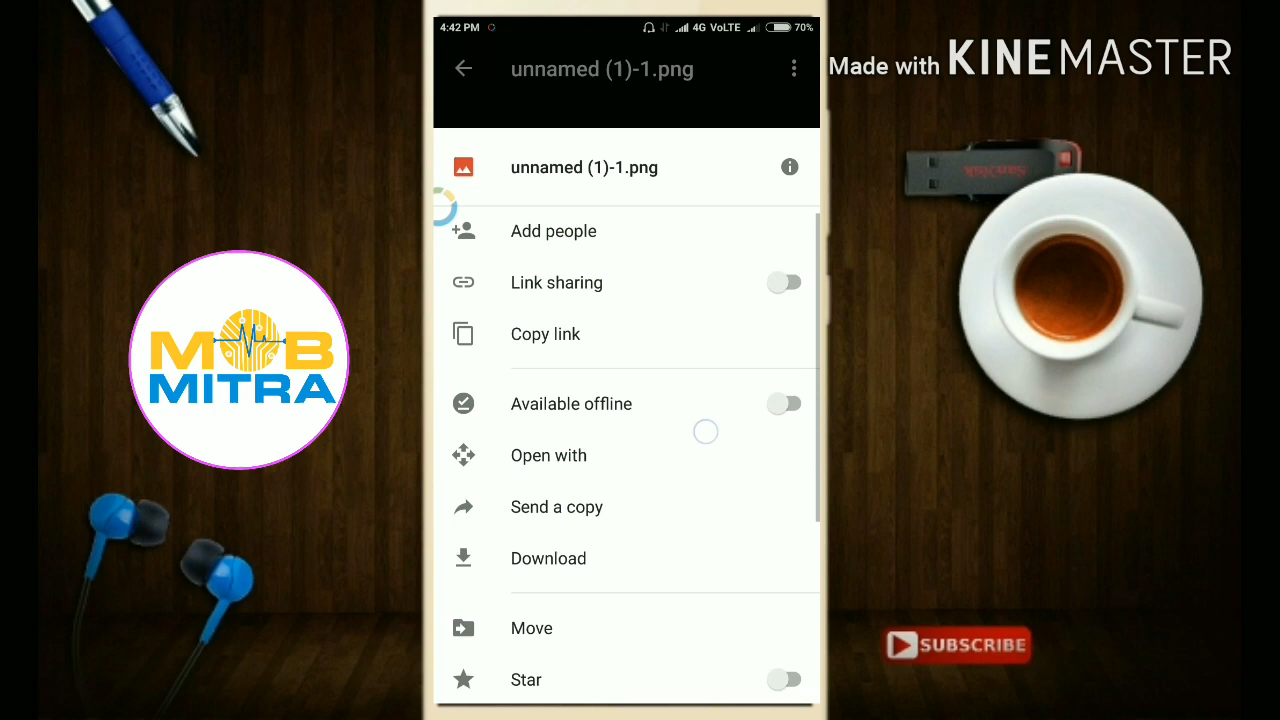 4:42 PM 4G VoLTE 70%
unnamed (1)-1.png
Made with KINEMASTER
unnamed (1)-1.png
Add people
Link sharing
Copy link
Available offline
Open with
Send a copy
Download
Move
Star
MOB
MITRA
SanDisk
SUBSCRIBE